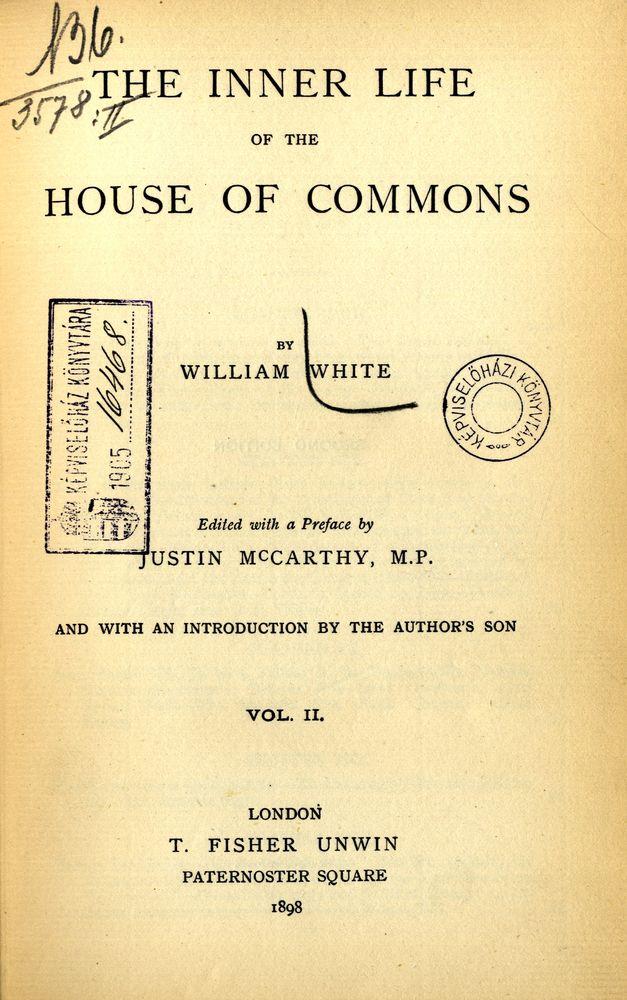 136.
3578:II
THE INNER LIFE
OF THE
HOUSE OF COMMONS
BY
WILLIAM WHITE
KÉPVISELŐHÁZ KÖNYVTÁRA
1905 16468.
KÉPVISELŐHÁZI KÖNYVTÁR
Edited with a Preface by
JUSTIN McCARTHY, M.P.
AND WITH AN INTRODUCTION BY THE AUTHOR'S SON
VOL. II.
LONDON
T. FISHER UNWIN
PATERNOSTER SQUARE
1898